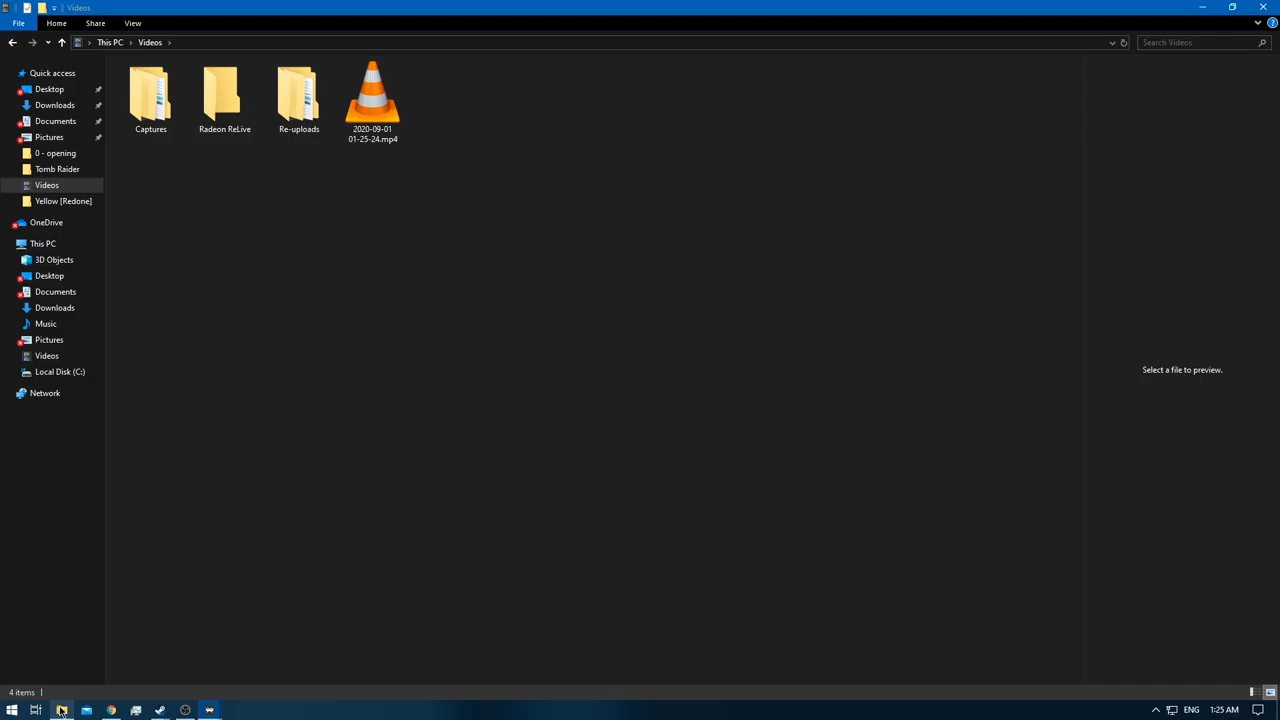 Videos
File Home Share View
This PC Videos
Search Videos
Quick access
Desktop
Downloads
Documents
Pictures
0 - opening
Tomb Raider
Videos
Yellow [Redone]
OneDrive
This PC
3D Objects
Desktop
Documents
Downloads
Music
Pictures
Videos
Local Disk (C:)
Network
Captures
Radeon ReLive
Re-uploads
2020-09-01
01-25-24.mp4
Select a file to preview.
4 items
ENG 1:25 AM